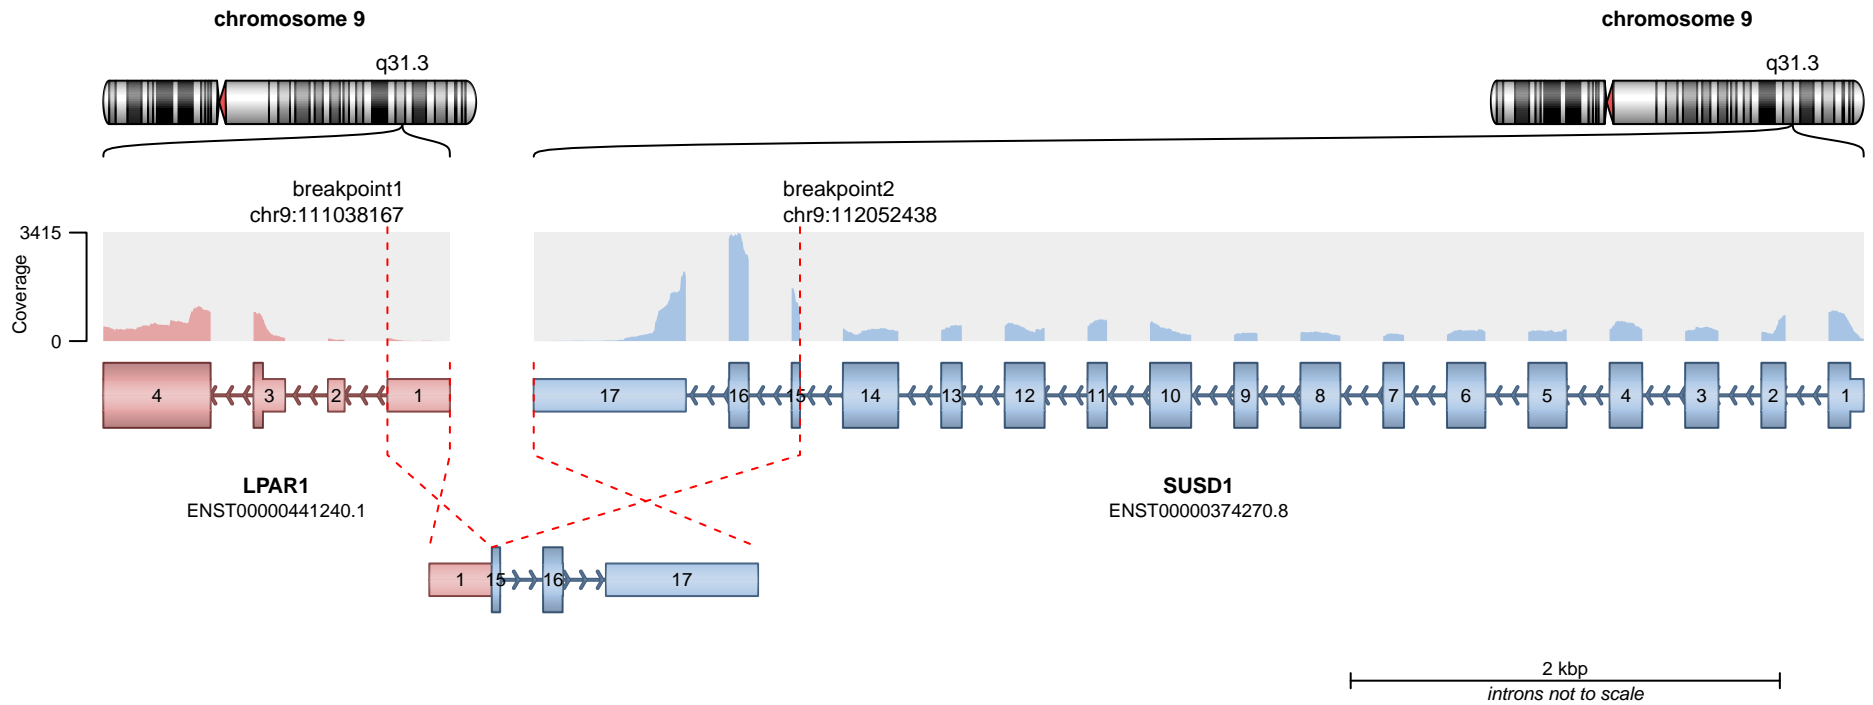 chromosome 9
chromosome 9
q31.3
q31.3
breakpoint1
chr9:111038167
breakpoint2
chr9:112052438
3415
Coverage
0
4 3 2 1
17 16 15 14 13 12 11 10 9 8 7 6 5 4 3 2 1
LPAR1
ENST00000441240.1
SUSD1
ENST00000374270.8
1 15 16 17
2 kbp
introns not to scale